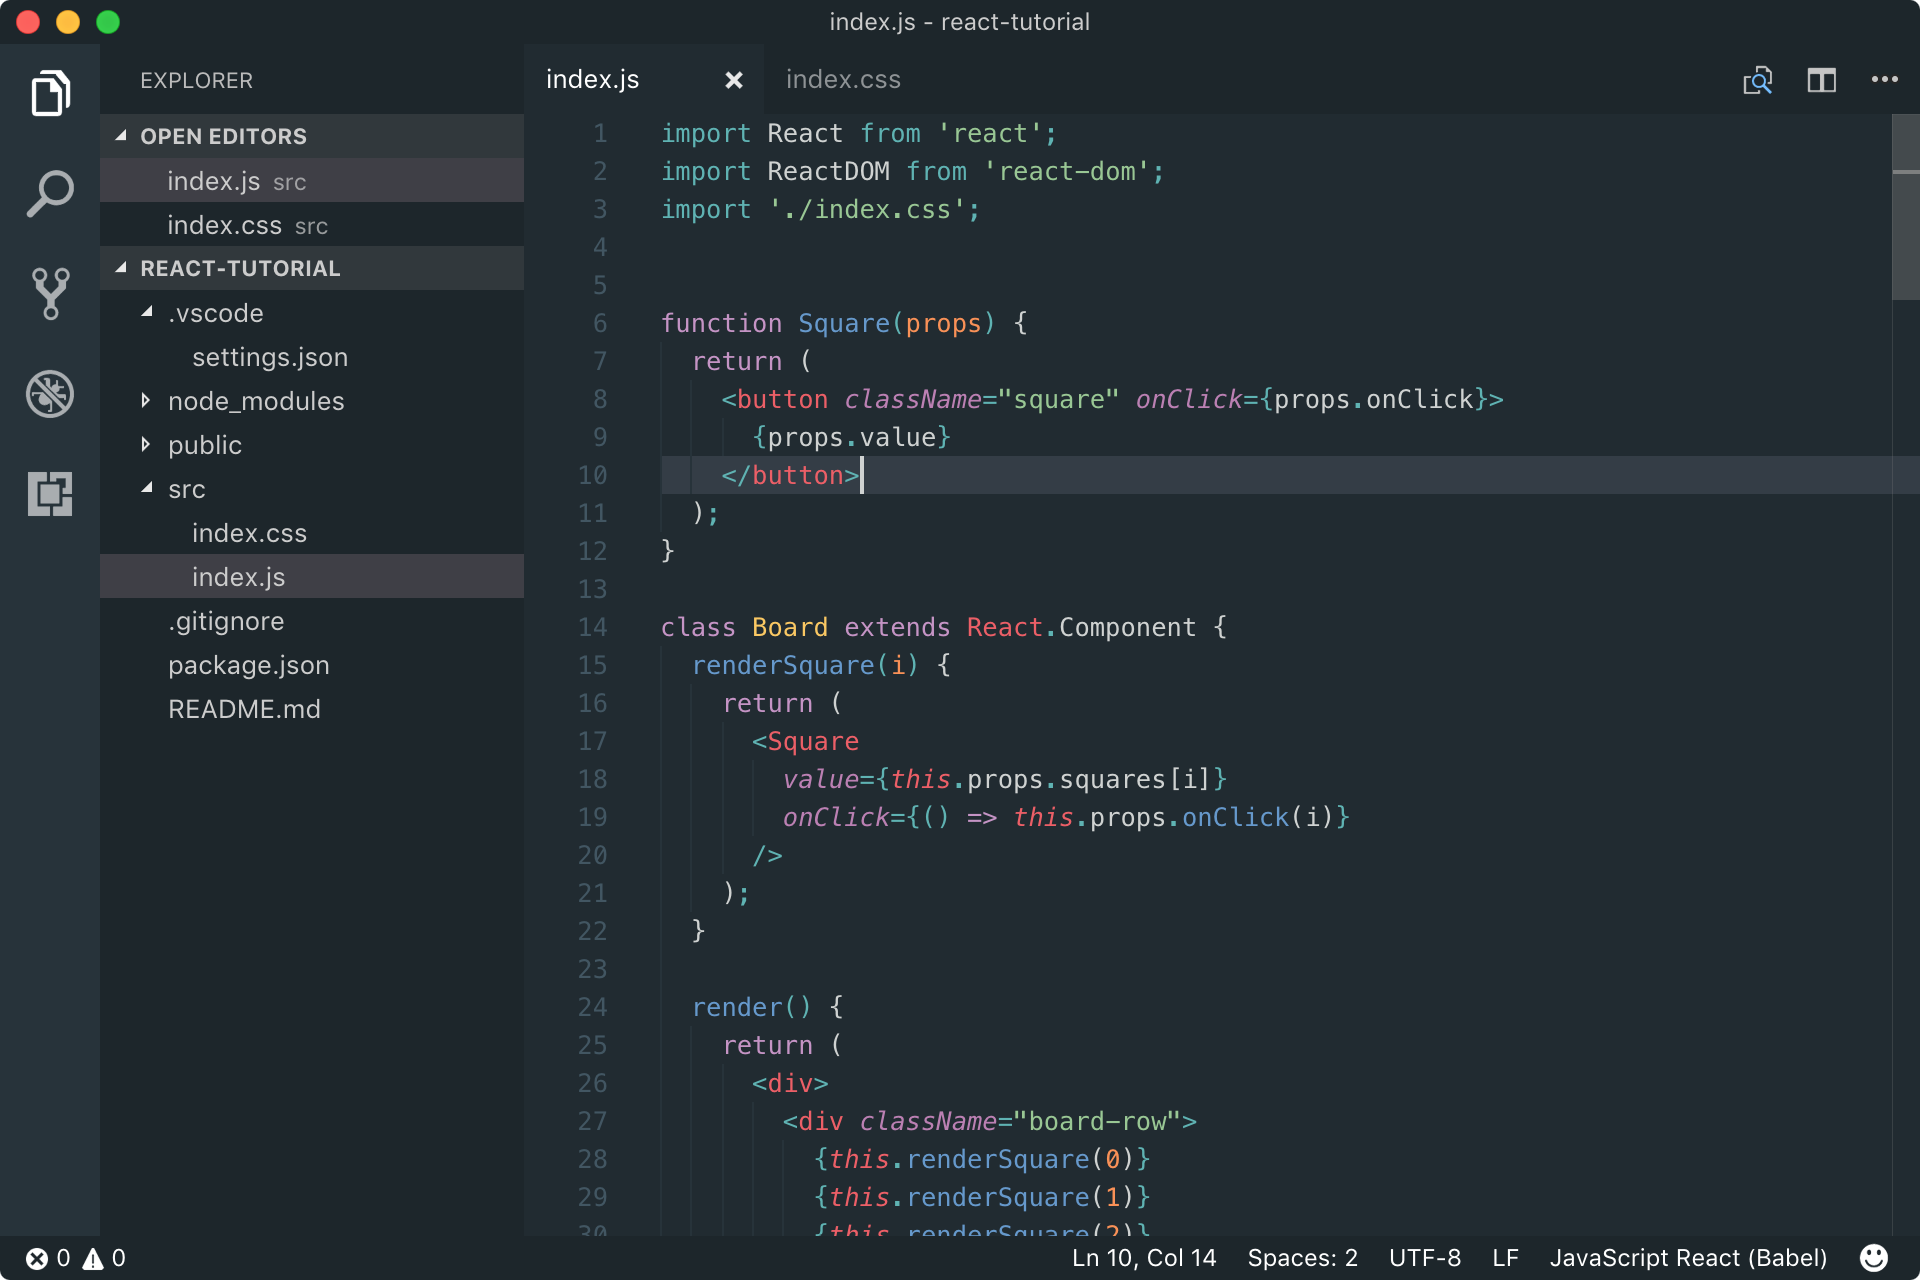 index.js - react-tutorial
EXPLORER
OPEN EDITORS
index.js src
index.css src
REACT-TUTORIAL
.vscode
settings.json
node_modules
public
src
index.css
index.js
.gitignore
package.json
README.md
index.js
index.css
1 import React from 'react';
2 import ReactDOM from 'react-dom';
3 import './index.css';
4
5
6 function Square(props) {
7   return (
8     <button className="square" onClick={props.onClick}>
9       {props.value}
10     </button>
11   );
12 }
13
14 class Board extends React.Component {
15   renderSquare(i) {
16     return (
17       <Square
18         value={this.props.squares[i]}
19         onClick={() => this.props.onClick(i)}
20       />
21     );
22   }
23
24   render() {
25     return (
26       <div>
27         <div className="board-row">
28           {this.renderSquare(0)}
29           {this.renderSquare(1)}
30           {this.renderSquare(2)}
0 0
Ln 10, Col 14 Spaces: 2 UTF-8 LF JavaScript React (Babel)